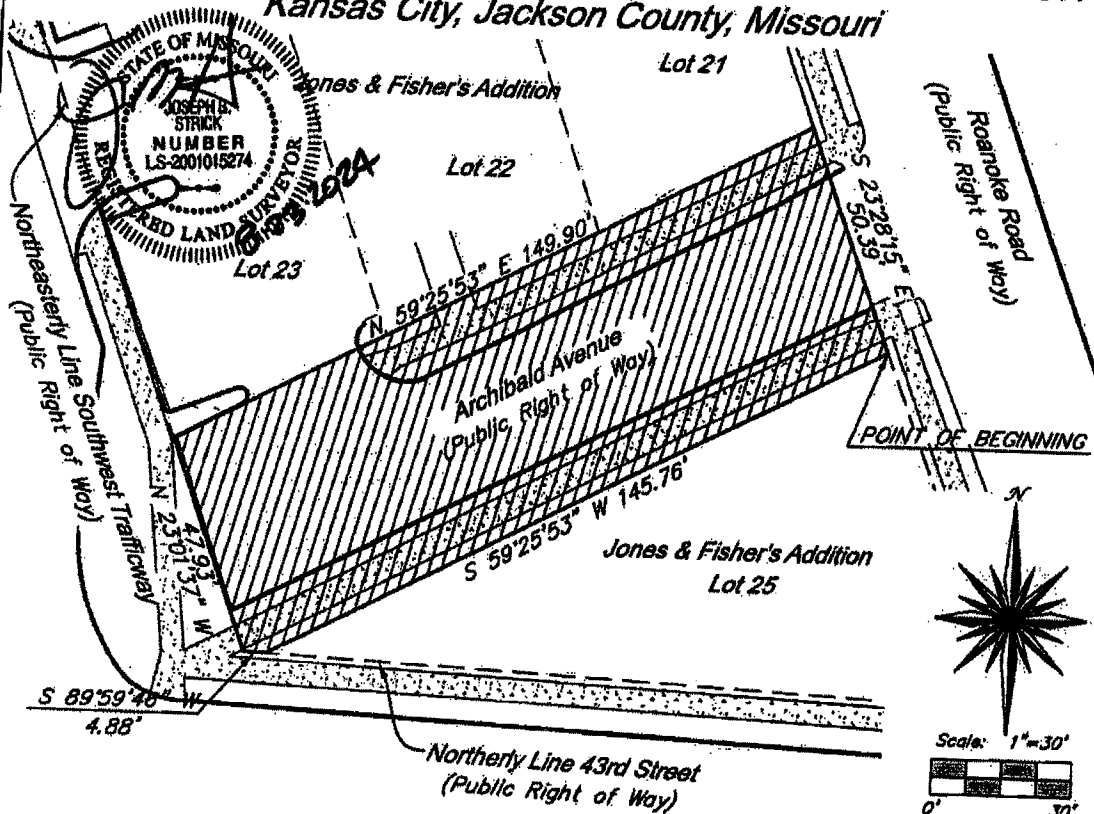 Kansas City, Jackson County, Missouri
STATE OF MISSOURI
JOSEPH
STRICK
NUMBER
LS-2001015274
REGISTERED LAND SURVEYOR
2024
Jones & Fisher's Addition
Lot 21
Lot 22
Lot 23
Roanoke Road
(Public Right of Way)
S 23°28'15" E
50.39'
N 59°25'53" E 149.90'
Archibald Avenue
(Public Right of Way)
Northeasterly Line Southwest Trafficway
(Public Right of Way)
N 23°01'37" W
47.93'
S 59°25'53" W 145.76'
POINT OF BEGINNING
Jones & Fisher's Addition
Lot 25
S 89°59'46" W
4.88'
Northerly Line 43rd Street
(Public Right of Way)
N
Scale: 1"=30'
0' 30'